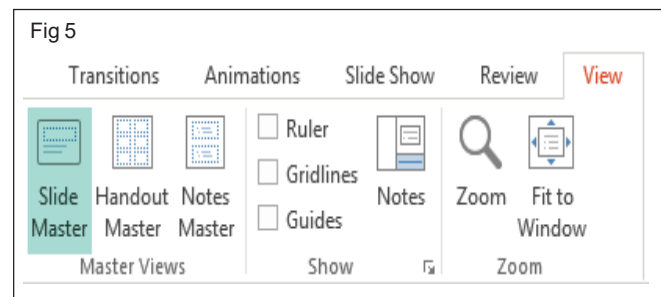 Fig 5
Transitions Animations Slide Show Review View
Slide Master
Handout Master
Notes Master
Ruler
Gridlines
Guides
Notes
Zoom
Fit to Window
Master Views Show Zoom